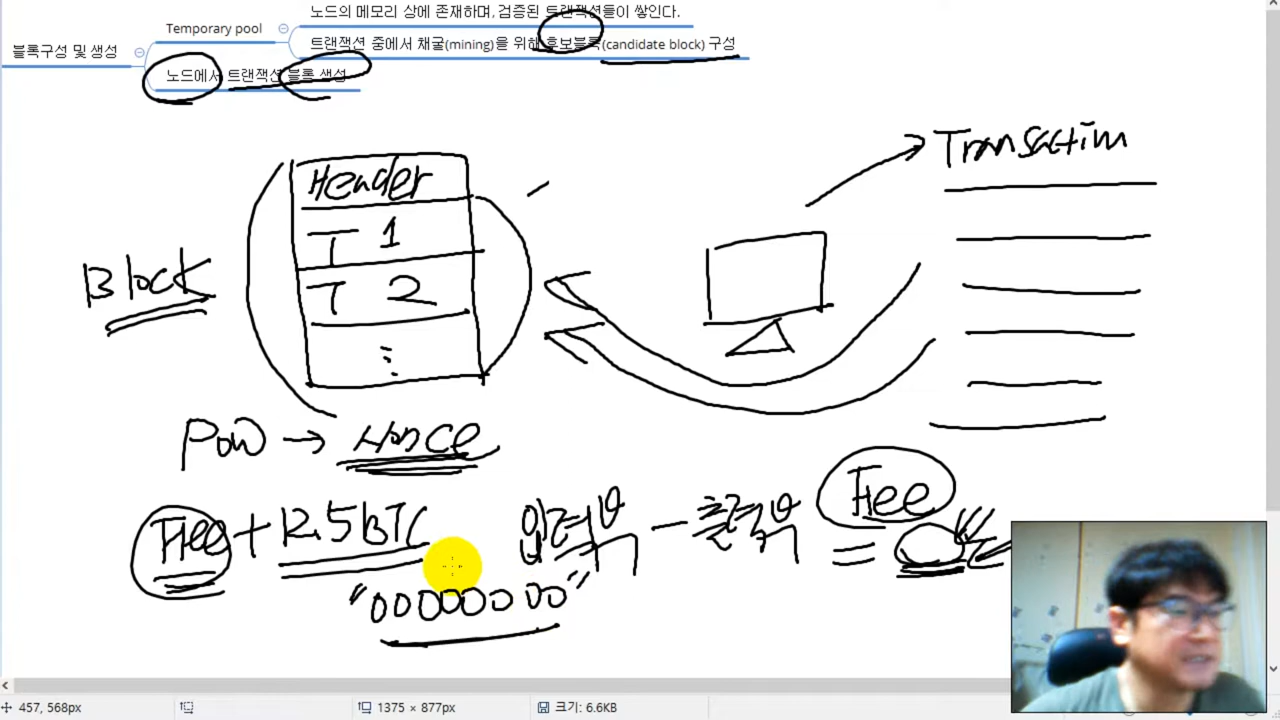 노드의 메모리 상에 존재하며, 검증된 트랜잭션들이 쌓인다.
Temporary pool
트랜잭션 중에서 채굴(mining)을 위해 후보블록(candidate block) 구성
블록구성 및 생성
노드에서 트랜잭션 블록 생성
Transaction
Header
T 1
Block
T 2
⋮
PoW → Nonce
Fee + 12.5BTC
입력부 - 출력부 = Fee
"00000000"
457, 568px
1375 × 877px
크기: 6.6KB